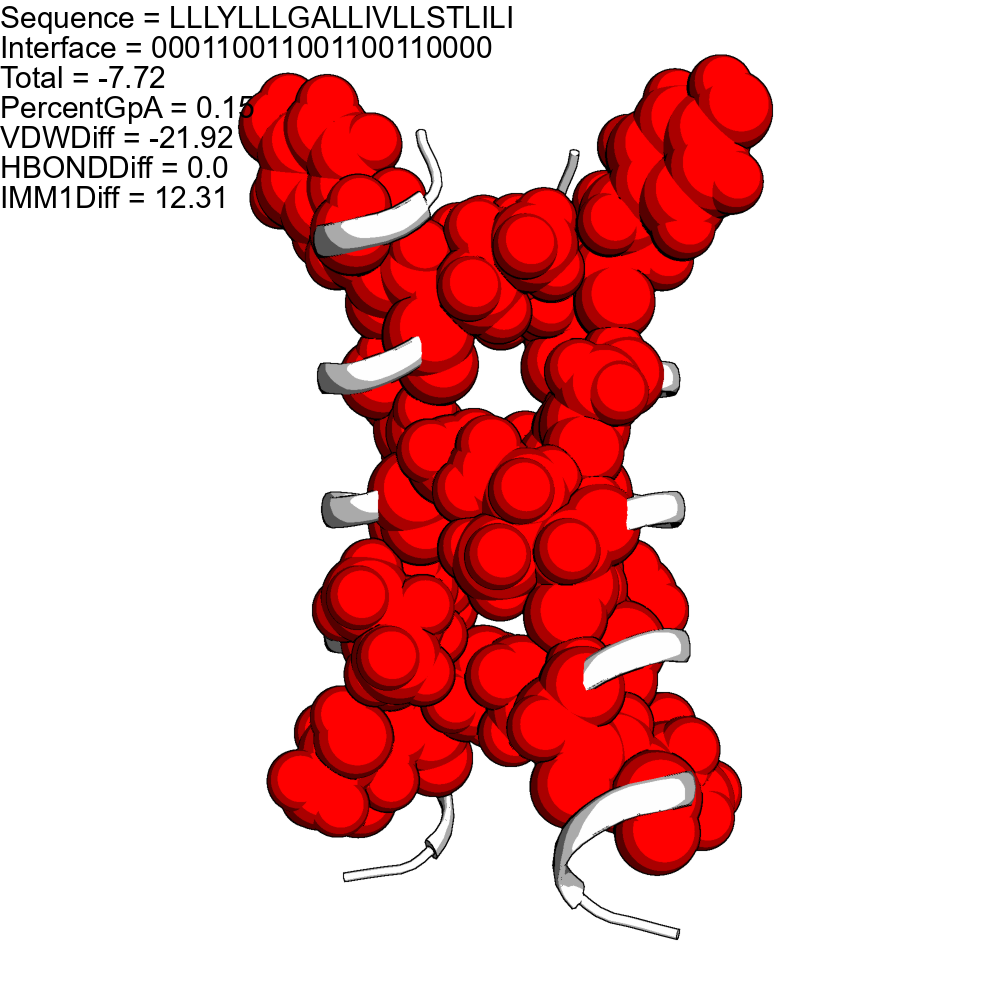 Sequence = LLLYLLLGALLIVLLSTLILI
Interface = 000110011001100110000
Total = -7.72
PercentGpA = 0.15
VDWDiff = -21.92
HBONDDiff = 0.0
IMM1Diff = 12.31